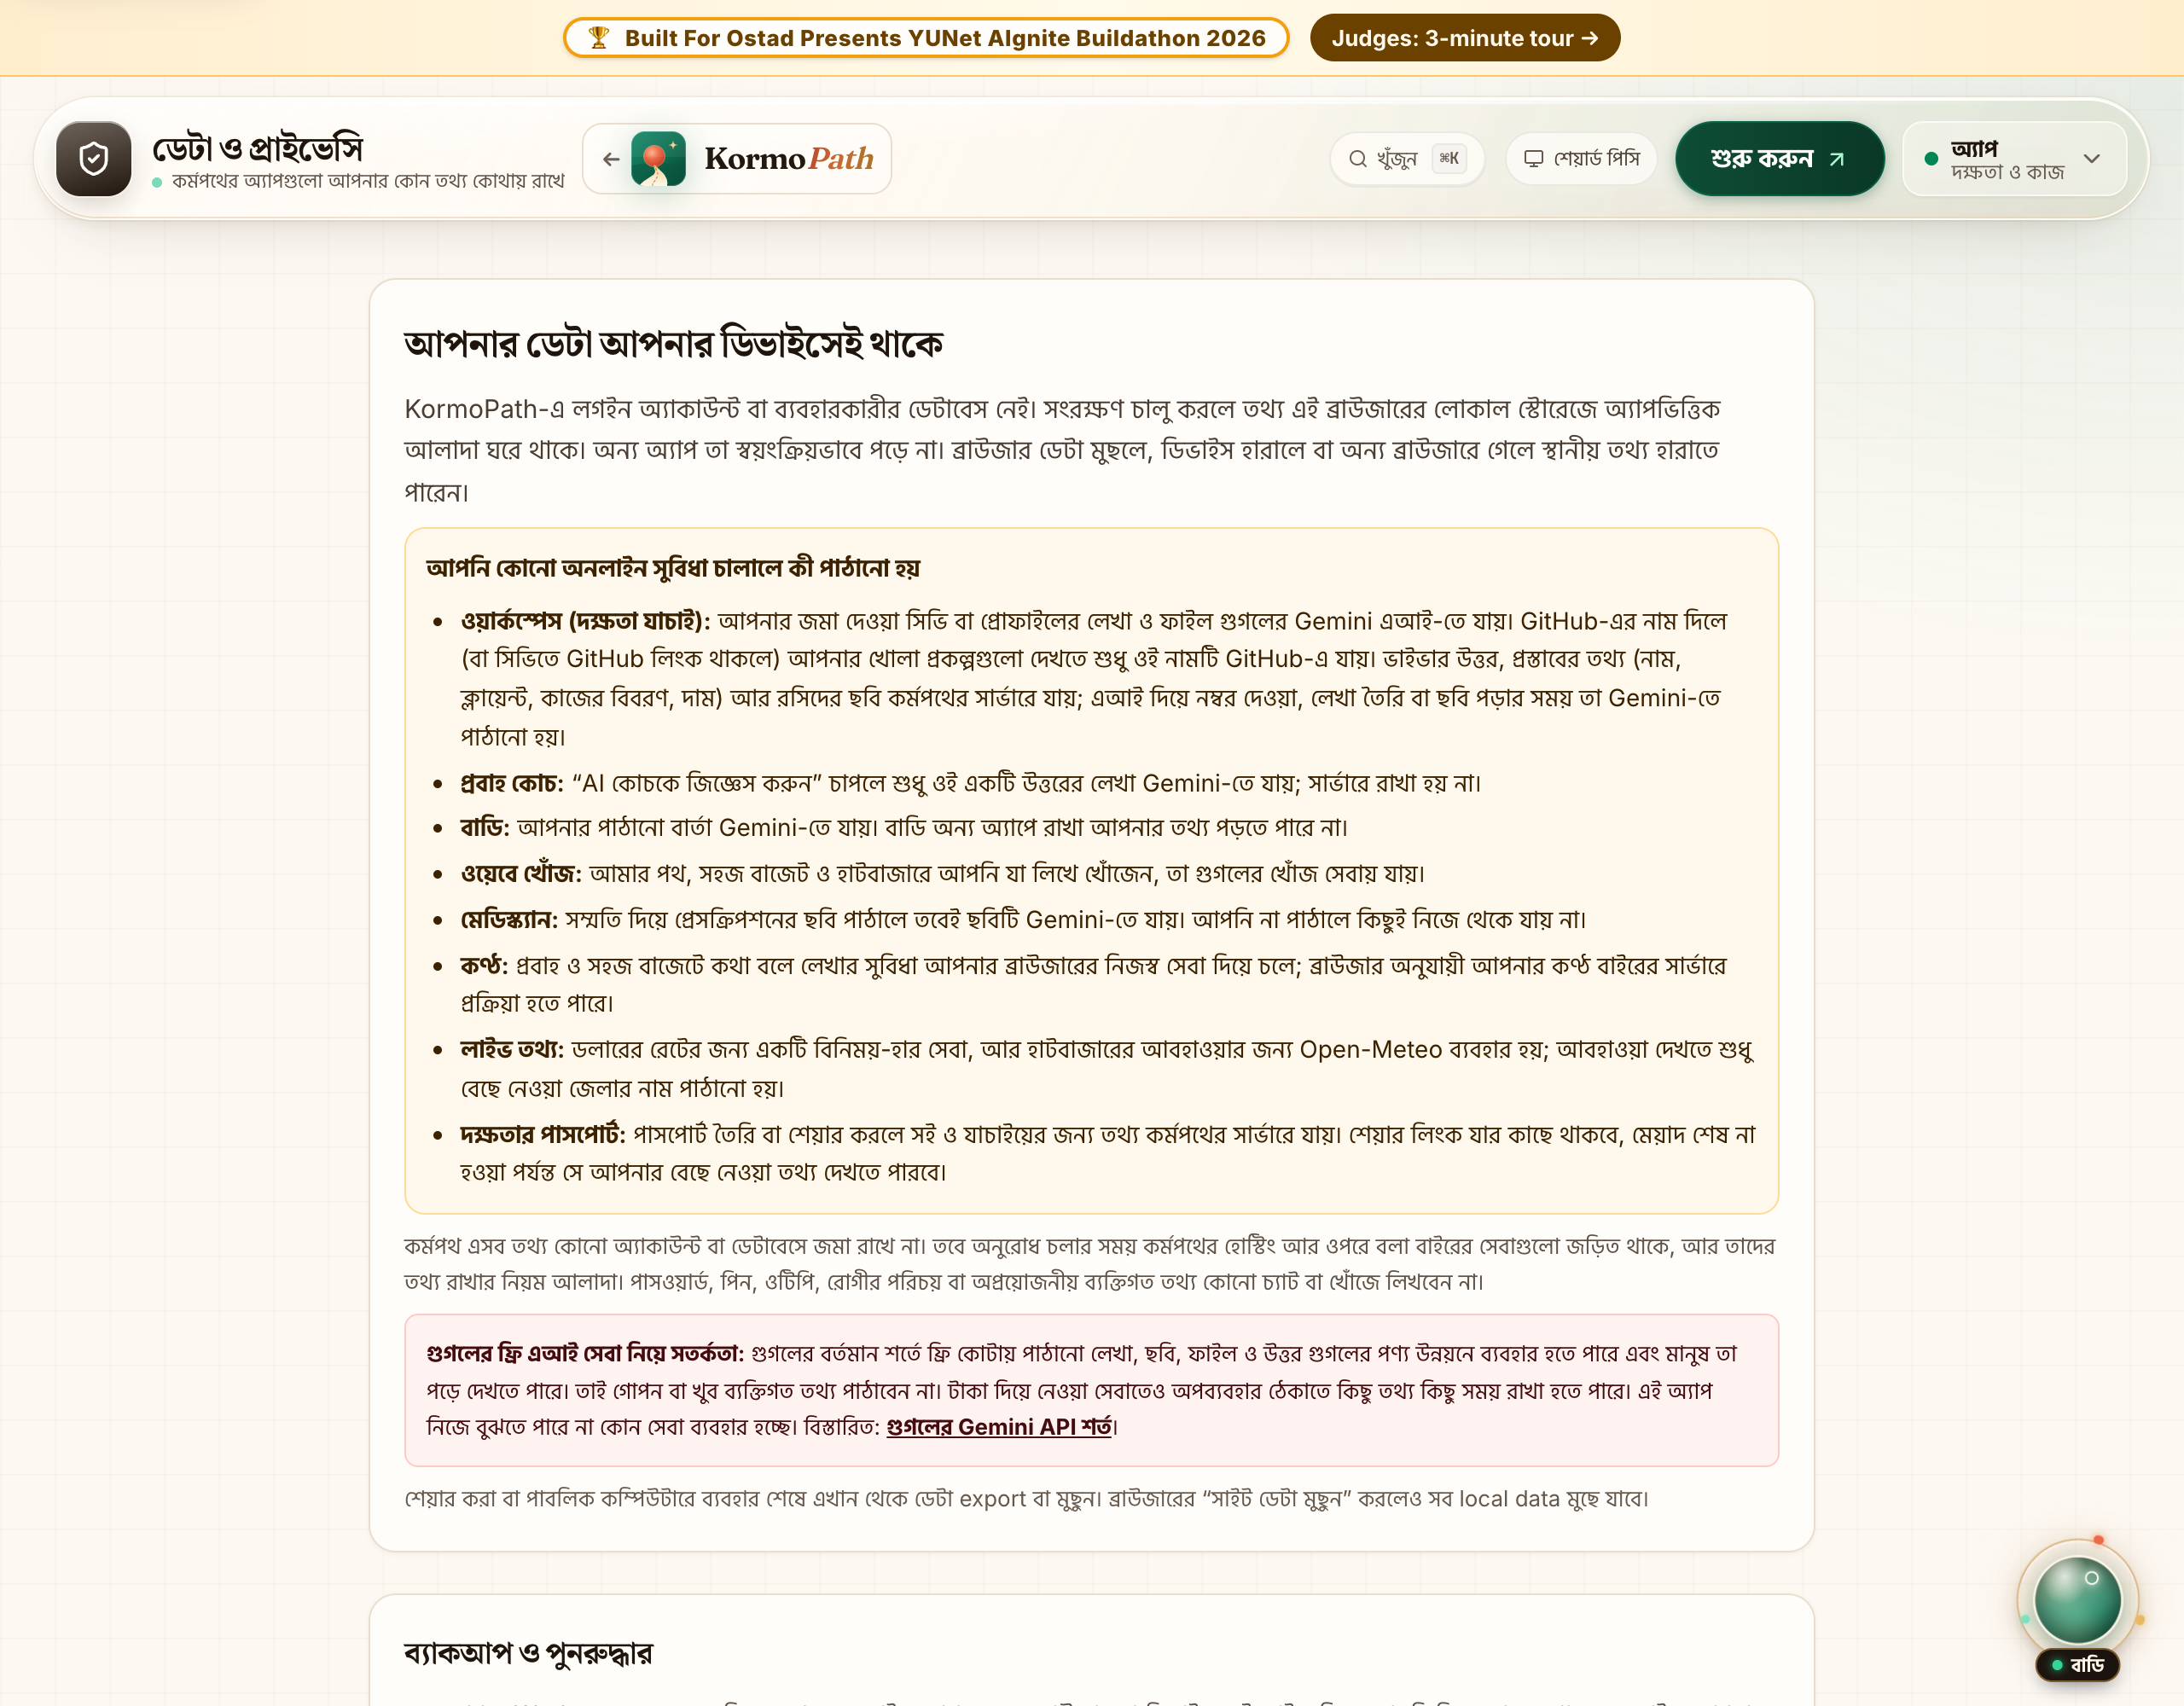 🏆 Built For Ostad Presents YUNet AIgnite Buildathon 2026
Judges: 3-minute tour →
ডেটা ও প্রাইভেসি
কর্মপথের অ্যাপগুলো আপনার কোন তথ্য কোথায় রাখে
← KormoPath
খুঁজুন ⌘K
শেয়ার্ড পিসি
শুরু করুন
অ্যাপ
দক্ষতা ও কাজ
আপনার ডেটা আপনার ডিভাইসেই থাকে
KormoPath-এ লগইন অ্যাকাউন্ট বা ব্যবহারকারীর ডেটাবেস নেই। সংরক্ষণ চালু করলে তথ্য এই ব্রাউজারের লোকাল স্টোরেজে অ্যাপভিত্তিক
আলাদা ঘরে থাকে। অন্য অ্যাপ তা স্বয়ংক্রিয়ভাবে পড়ে না। ব্রাউজার ডেটা মুছলে, ডিভাইস হারালে বা অন্য ব্রাউজারে গেলে স্থানীয় তথ্য হারাতে
পারেন।
আপনি কোনো অনলাইন সুবিধা চালালে কী পাঠানো হয়
• ওয়ার্কস্পেস (দক্ষতা যাচাই): আপনার জমা দেওয়া সিভি বা প্রোফাইলের লেখা ও ফাইল গুগলের Gemini এআই-তে যায়। GitHub-এর নাম দিলে
(বা সিভিতে GitHub লিংক থাকলে) আপনার খোলা প্রকল্পগুলো দেখতে শুধু ওই নামটি GitHub-এ যায়। ভাইভার উত্তর, প্রস্তাবের তথ্য (নাম,
ক্লায়েন্ট, কাজের বিবরণ, দাম) আর রসিদের ছবি কর্মপথের সার্ভারে যায়; এআই দিয়ে নম্বর দেওয়া, লেখা তৈরি বা ছবি পড়ার সময় তা Gemini-তে
পাঠানো হয়।
• প্রবাহ কোচ: “AI কোচকে জিজ্ঞেস করুন” চাপলে শুধু ওই একটি উত্তরের লেখা Gemini-তে যায়; সার্ভারে রাখা হয় না।
• বাডি: আপনার পাঠানো বার্তা Gemini-তে যায়। বাডি অন্য অ্যাপে রাখা আপনার তথ্য পড়তে পারে না।
• ওয়েবে খোঁজ: আমার পথ, সহজ বাজেট ও হাটবাজারে আপনি যা লিখে খোঁজেন, তা গুগলের খোঁজ সেবায় যায়।
• মেডিস্ক্যান: সম্মতি দিয়ে প্রেসক্রিপশনের ছবি পাঠালে তবেই ছবিটি Gemini-তে যায়। আপনি না পাঠালে কিছুই নিজে থেকে যায় না।
• কণ্ঠ: প্রবাহ ও সহজ বাজেটে কথা বলে লেখার সুবিধা আপনার ব্রাউজারের নিজস্ব সেবা দিয়ে চলে; ব্রাউজার অনুযায়ী আপনার কণ্ঠ বাইরের সার্ভারে
প্রক্রিয়া হতে পারে।
• লাইভ তথ্য: ডলারের রেটের জন্য একটি বিনিময়-হার সেবা, আর হাটবাজারের আবহাওয়ার জন্য Open-Meteo ব্যবহার হয়; আবহাওয়া দেখতে শুধু
বেছে নেওয়া জেলার নাম পাঠানো হয়।
• দক্ষতার পাসপোর্ট: পাসপোর্ট তৈরি বা শেয়ার করলে সই ও যাচাইয়ের জন্য তথ্য কর্মপথের সার্ভারে যায়। শেয়ার লিংক যার কাছে থাকবে, মেয়াদ শেষ না
হওয়া পর্যন্ত সে আপনার বেছে নেওয়া তথ্য দেখতে পারবে।
কর্মপথ এসব তথ্য কোনো অ্যাকাউন্ট বা ডেটাবেসে জমা রাখে না। তবে অনুরোধ চলার সময় কর্মপথের হোস্টিং আর ওপরে বলা বাইরের সেবাগুলো জড়িত থাকে, আর তাদের
তথ্য রাখার নিয়ম আলাদা। পাসওয়ার্ড, পিন, ওটিপি, রোগীর পরিচয় বা অপ্রয়োজনীয় ব্যক্তিগত তথ্য কোনো চ্যাট বা খোঁজে লিখবেন না।
গুগলের ফ্রি এআই সেবা নিয়ে সতর্কতা: গুগলের বর্তমান শর্তে ফ্রি কোটায় পাঠানো লেখা, ছবি, ফাইল ও উত্তর গুগলের পণ্য উন্নয়নে ব্যবহার হতে পারে এবং মানুষ তা
পড়ে দেখতে পারে। তাই গোপন বা খুব ব্যক্তিগত তথ্য পাঠাবেন না। টাকা দিয়ে নেওয়া সেবাতেও অপব্যবহার ঠেকাতে কিছু তথ্য কিছু সময় রাখা হতে পারে। এই অ্যাপ
নিজে বুঝতে পারে না কোন সেবা ব্যবহার হচ্ছে। বিস্তারিত: গুগলের Gemini API শর্ত।
শেয়ার করা বা পাবলিক কম্পিউটারে ব্যবহার শেষে এখান থেকে ডেটা export বা মুছুন। ব্রাউজারের “সাইট ডেটা মুছুন” করলেও সব local data মুছে যাবে।
ব্যাকআপ ও পুনরুদ্ধার
বাডি